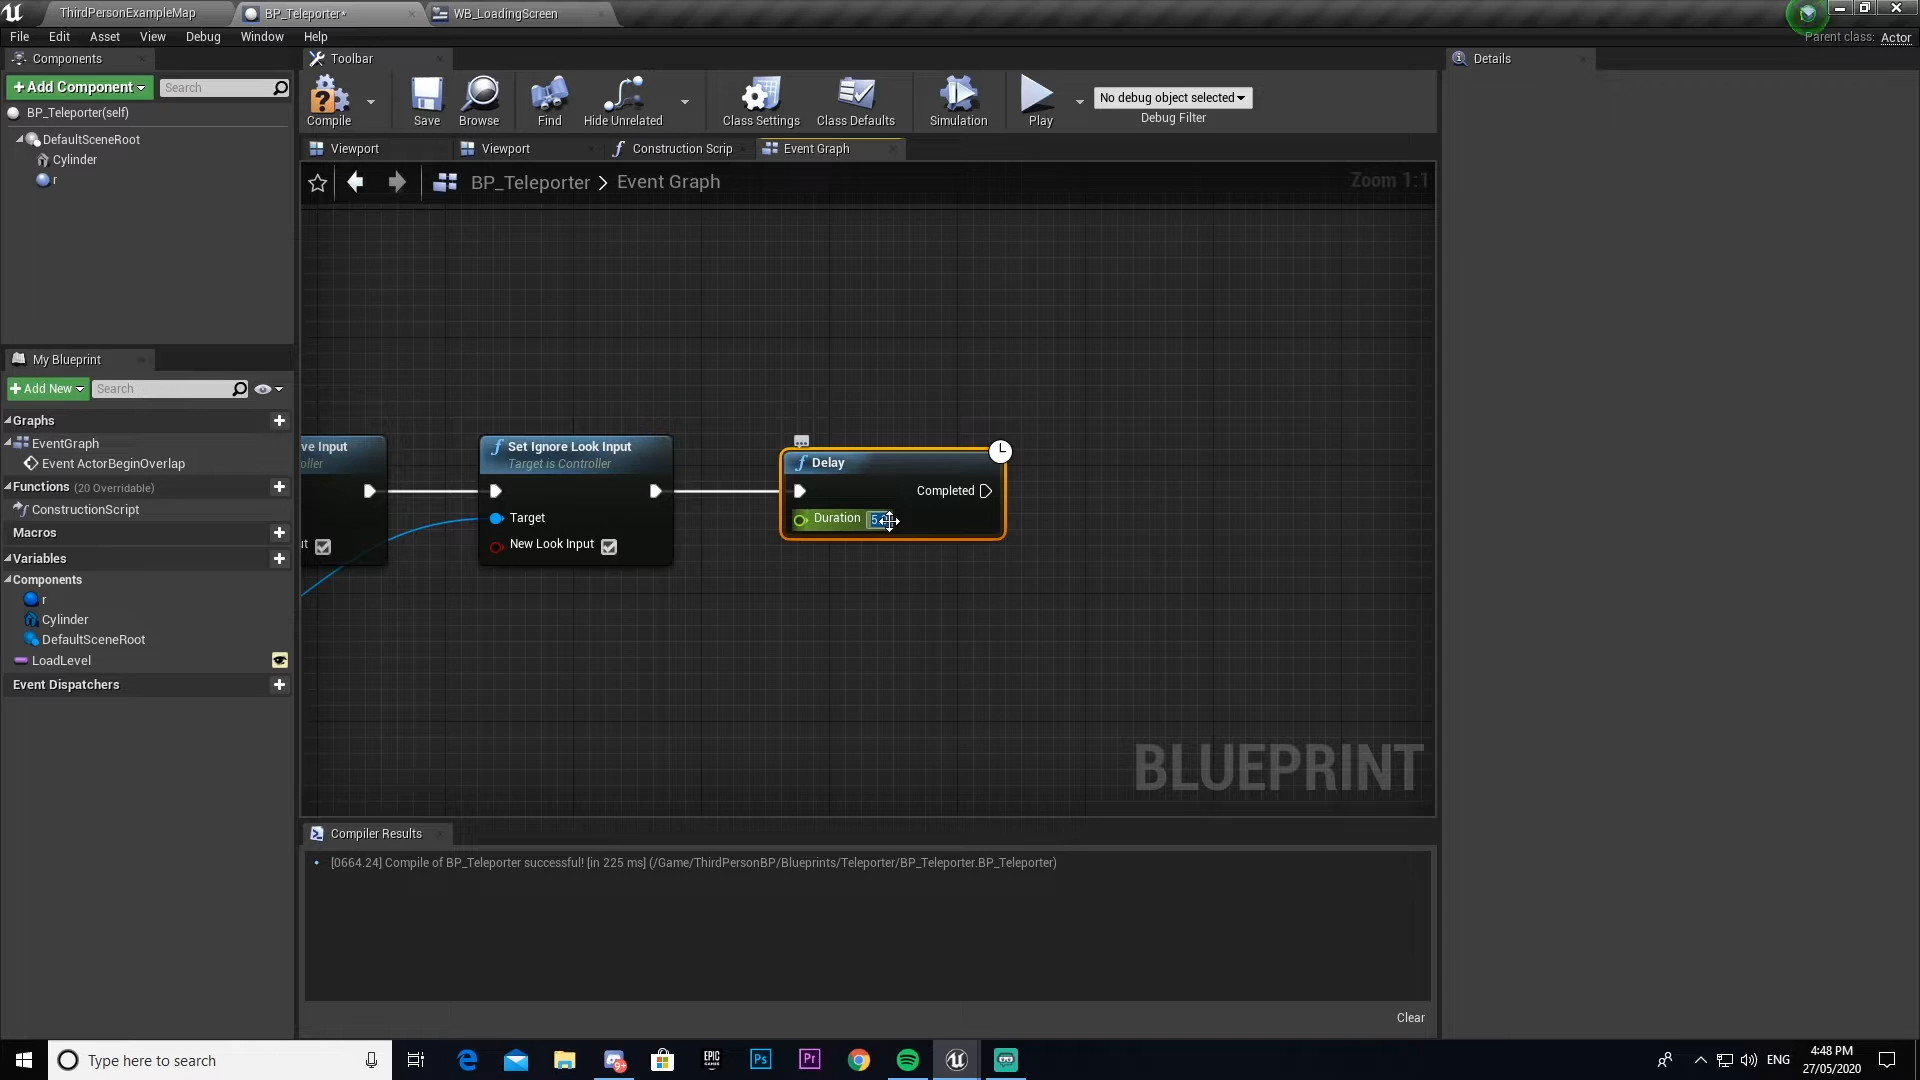 ThirdPersonExampleMap
BP_Teleporter*
WB_LoadingScreen
File Edit Asset View Debug Window Help
Parent class: Actor
Components
+Add Component
Search
BP_Teleporter(self)
DefaultSceneRoot
Cylinder
r
Toolbar
Compile
Save
Browse
Find
Hide Unrelated
Class Settings
Class Defaults
Simulation
Play
No debug object selected
Debug Filter
Details
Viewport
Viewport
Construction Scrip
Event Graph
BP_Teleporter > Event Graph
Zoom 1:1
My Blueprint
+Add New
Search
Graphs
EventGraph
Event ActorBeginOverlap
Functions (20 Overridable)
ConstructionScript
Macros
Variables
Components
r
Cylinder
DefaultSceneRoot
LoadLevel
Event Dispatchers
ve Input
oller
ut
f Set Ignore Look Input
Target is Controller
Target
New Look Input
f Delay
Completed
Duration
BLUEPRINT
Compiler Results
[0664.24] Compile of BP_Teleporter successful! [in 225 ms] (/Game/ThirdPersonBP/Blueprints/Teleporter/BP_Teleporter.BP_Teleporter)
Clear
Type here to search
EPIC
GAMES
Ps
Pr
9+
ENG
4:48 PM
27/05/2020